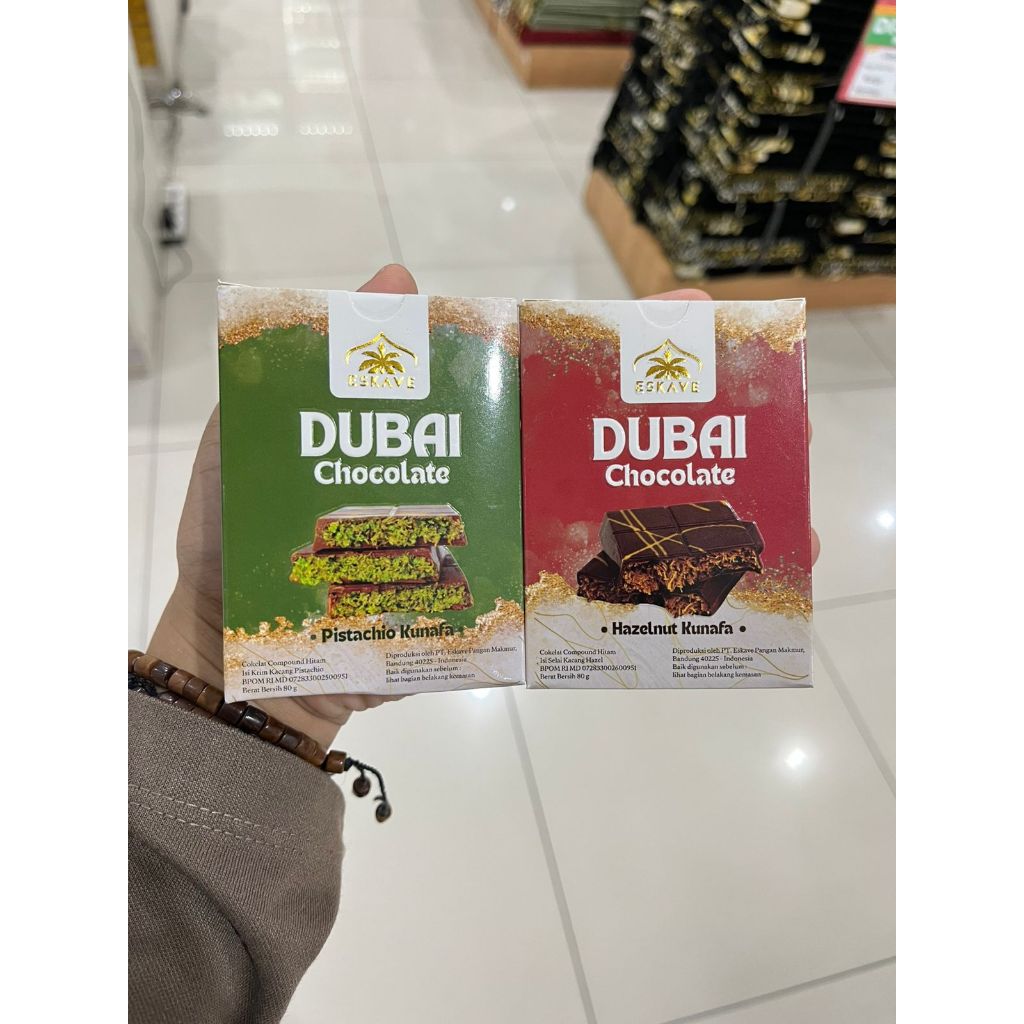 ESKAVE
DUBAI
Chocolate
• Pistachio Kunafa •
Cokelat Compound Hitam
Isi Krim Kacang Pistachio
BPOM RI MD 072833002500951
Berat Bersih 80 g
Diproduksi oleh PT. Eskave Pangan Makmur,
Bandung 40225 - Indonesia
Baik digunakan sebelum :
lihat bagian belakang kemasan
ESKAVE
DUBAI
Chocolate
• Hazelnut Kunafa •
Cokelat Compound Hitam
Isi Selai Kacang Hazel
BPOM RI MD 072833002600951
Berat Bersih 80 g
Diproduksi oleh PT. Eskave Pangan Makmur,
Bandung 40225 - Indonesia
Baik digunakan sebelum :
lihat bagian belakang kemasan